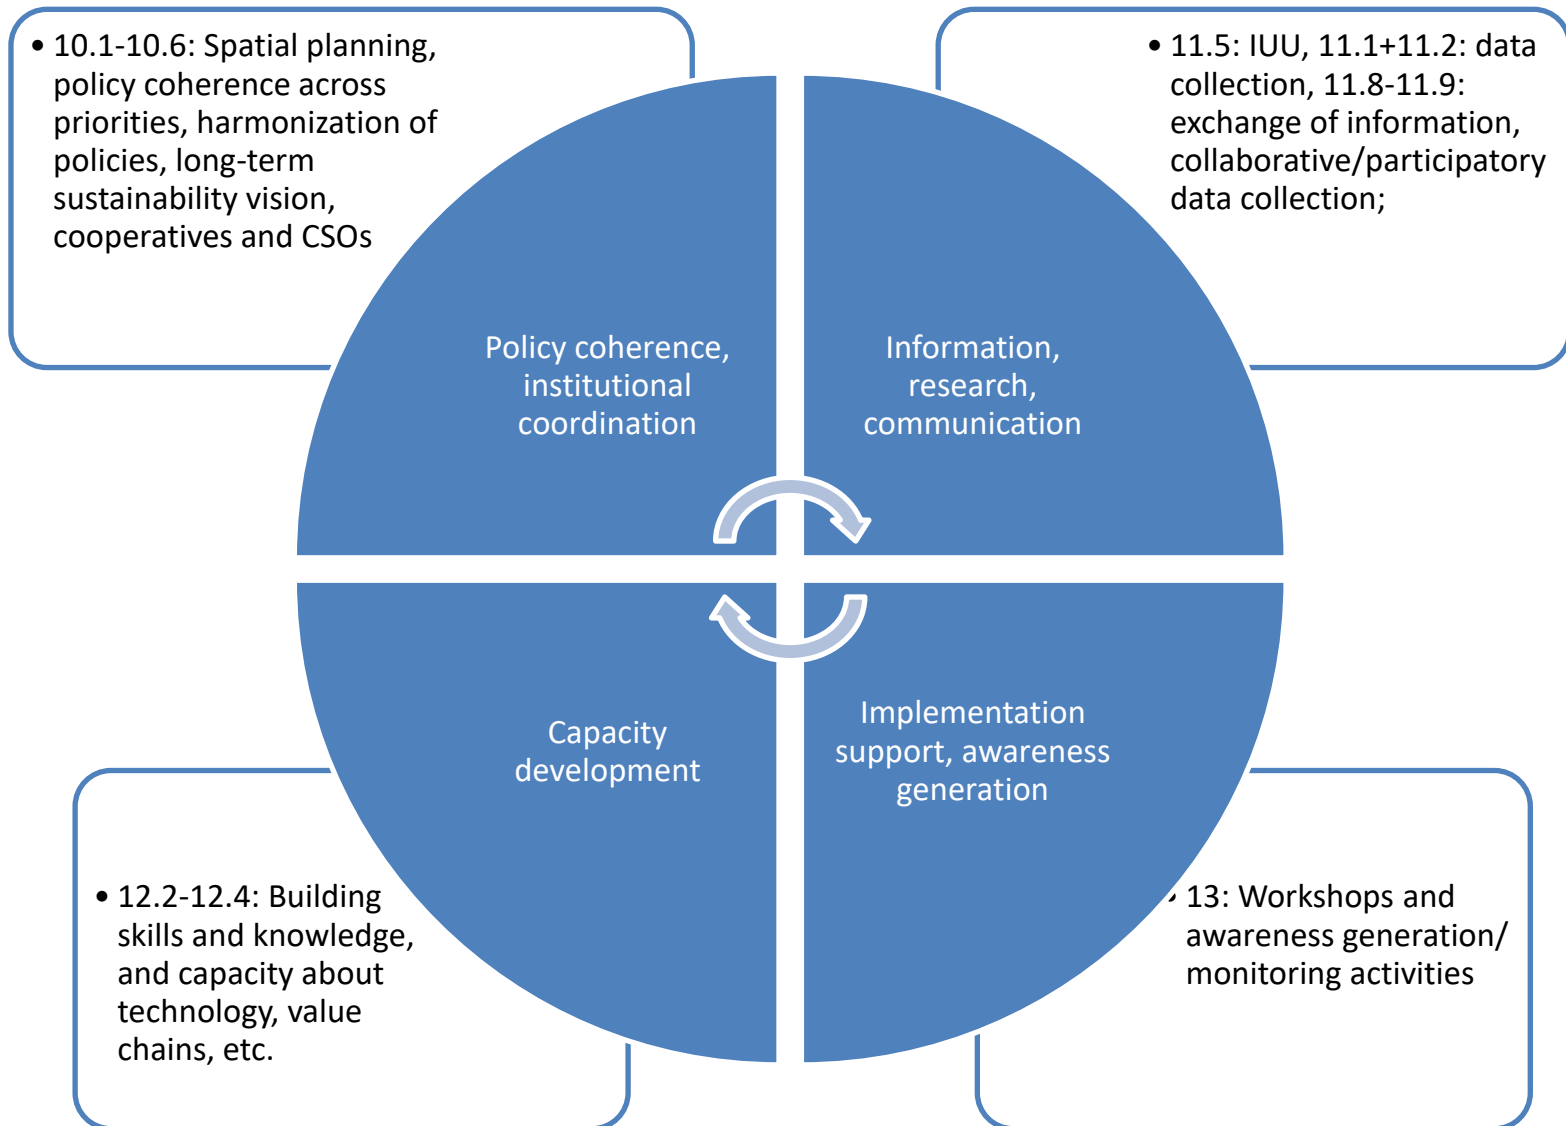 • 10.1-10.6: Spatial planning,
policy coherence across
priorities, harmonization of
policies, long-term
sustainability vision,
cooperatives and CSOs
• 11.5: IUU, 11.1+11.2: data
collection, 11.8-11.9:
exchange of information,
collaborative/participatory
data collection;
Policy coherence,
institutional
coordination
Information,
research,
communication
Capacity
development
Implementation
support, awareness
generation
• 12.2-12.4: Building
skills and knowledge,
and capacity about
technology, value
chains, etc.
• 13: Workshops and
awareness generation/
monitoring activities